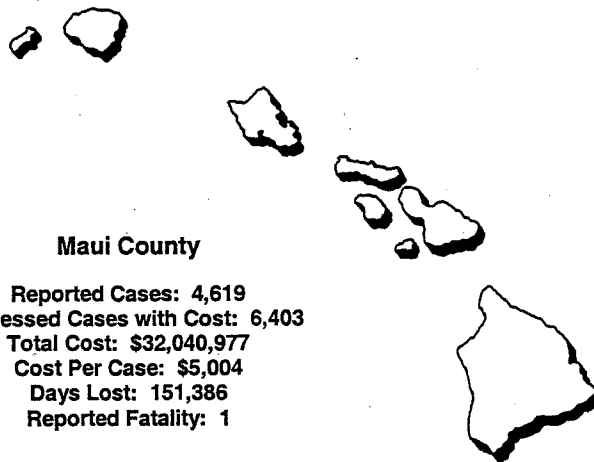 Maui County
Reported Cases: 4,619
essed Cases with Cost: 6,403
Total Cost: $32,040,977
Cost Per Case: $5,004
Days Lost: 151,386
Reported Fatality: 1